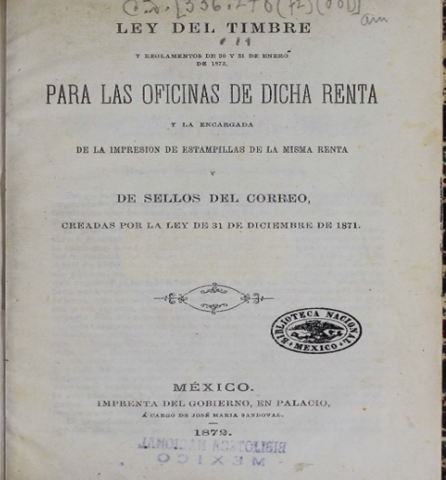 LEY DEL TIMBRE
Y REGLAMENTOS DE 30 Y 31 DE ENERO
DE 1872,
PARA LAS OFICINAS DE DICHA RENTA
Y LA ENCARGADA
DE LA IMPRESION DE ESTAMPILLAS DE LA MISMA RENTA
Y
DE SELLOS DEL CORREO,
CREADAS POR LA LEY DE 31 DE DICIEMBRE DE 1871.
BIBLIOTECA NACIONAL
MEXICO
MÉXICO.
IMPRENTA DEL GOBIERNO, EN PALACIO,
Á CARGO DE JOSÉ MARIA SANDOVAL.
1872.
BIBLIOTECA NACIONAL
MEXICO